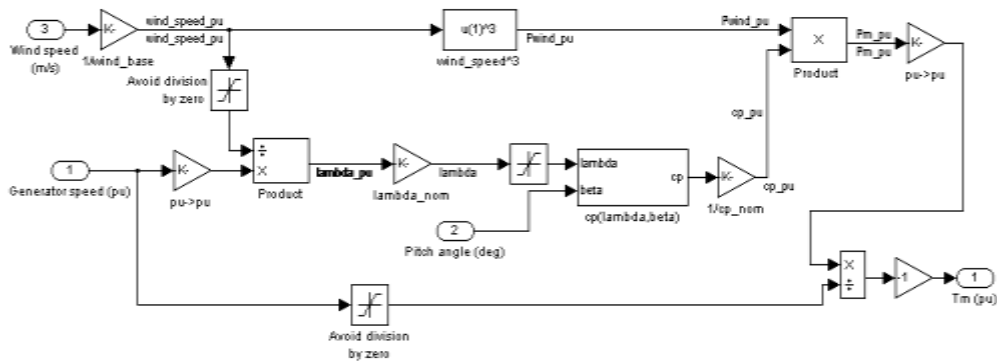 3
Wind speed
(m/s)
K-
1/wind_base
wind_speed_pu
wind_speed_pu
u(1)^3
wind_speed^3
Pwind_pu
Pwind_pu
×
Product
Pm_pu
Pm_pu
K-
pu->pu
Avoid division
by zero
cp_pu
1
Generator speed (pu)
K-
pu->pu
÷
×
Product
lambda_pu
K-
lambda_nom
lambda
lambda
beta
cp
cp(lambda,beta)
K-
1/cp_nom
cp_pu
2
Pitch angle (deg)
Avoid division
by zero
×
÷
-1
1
Tm (pu)